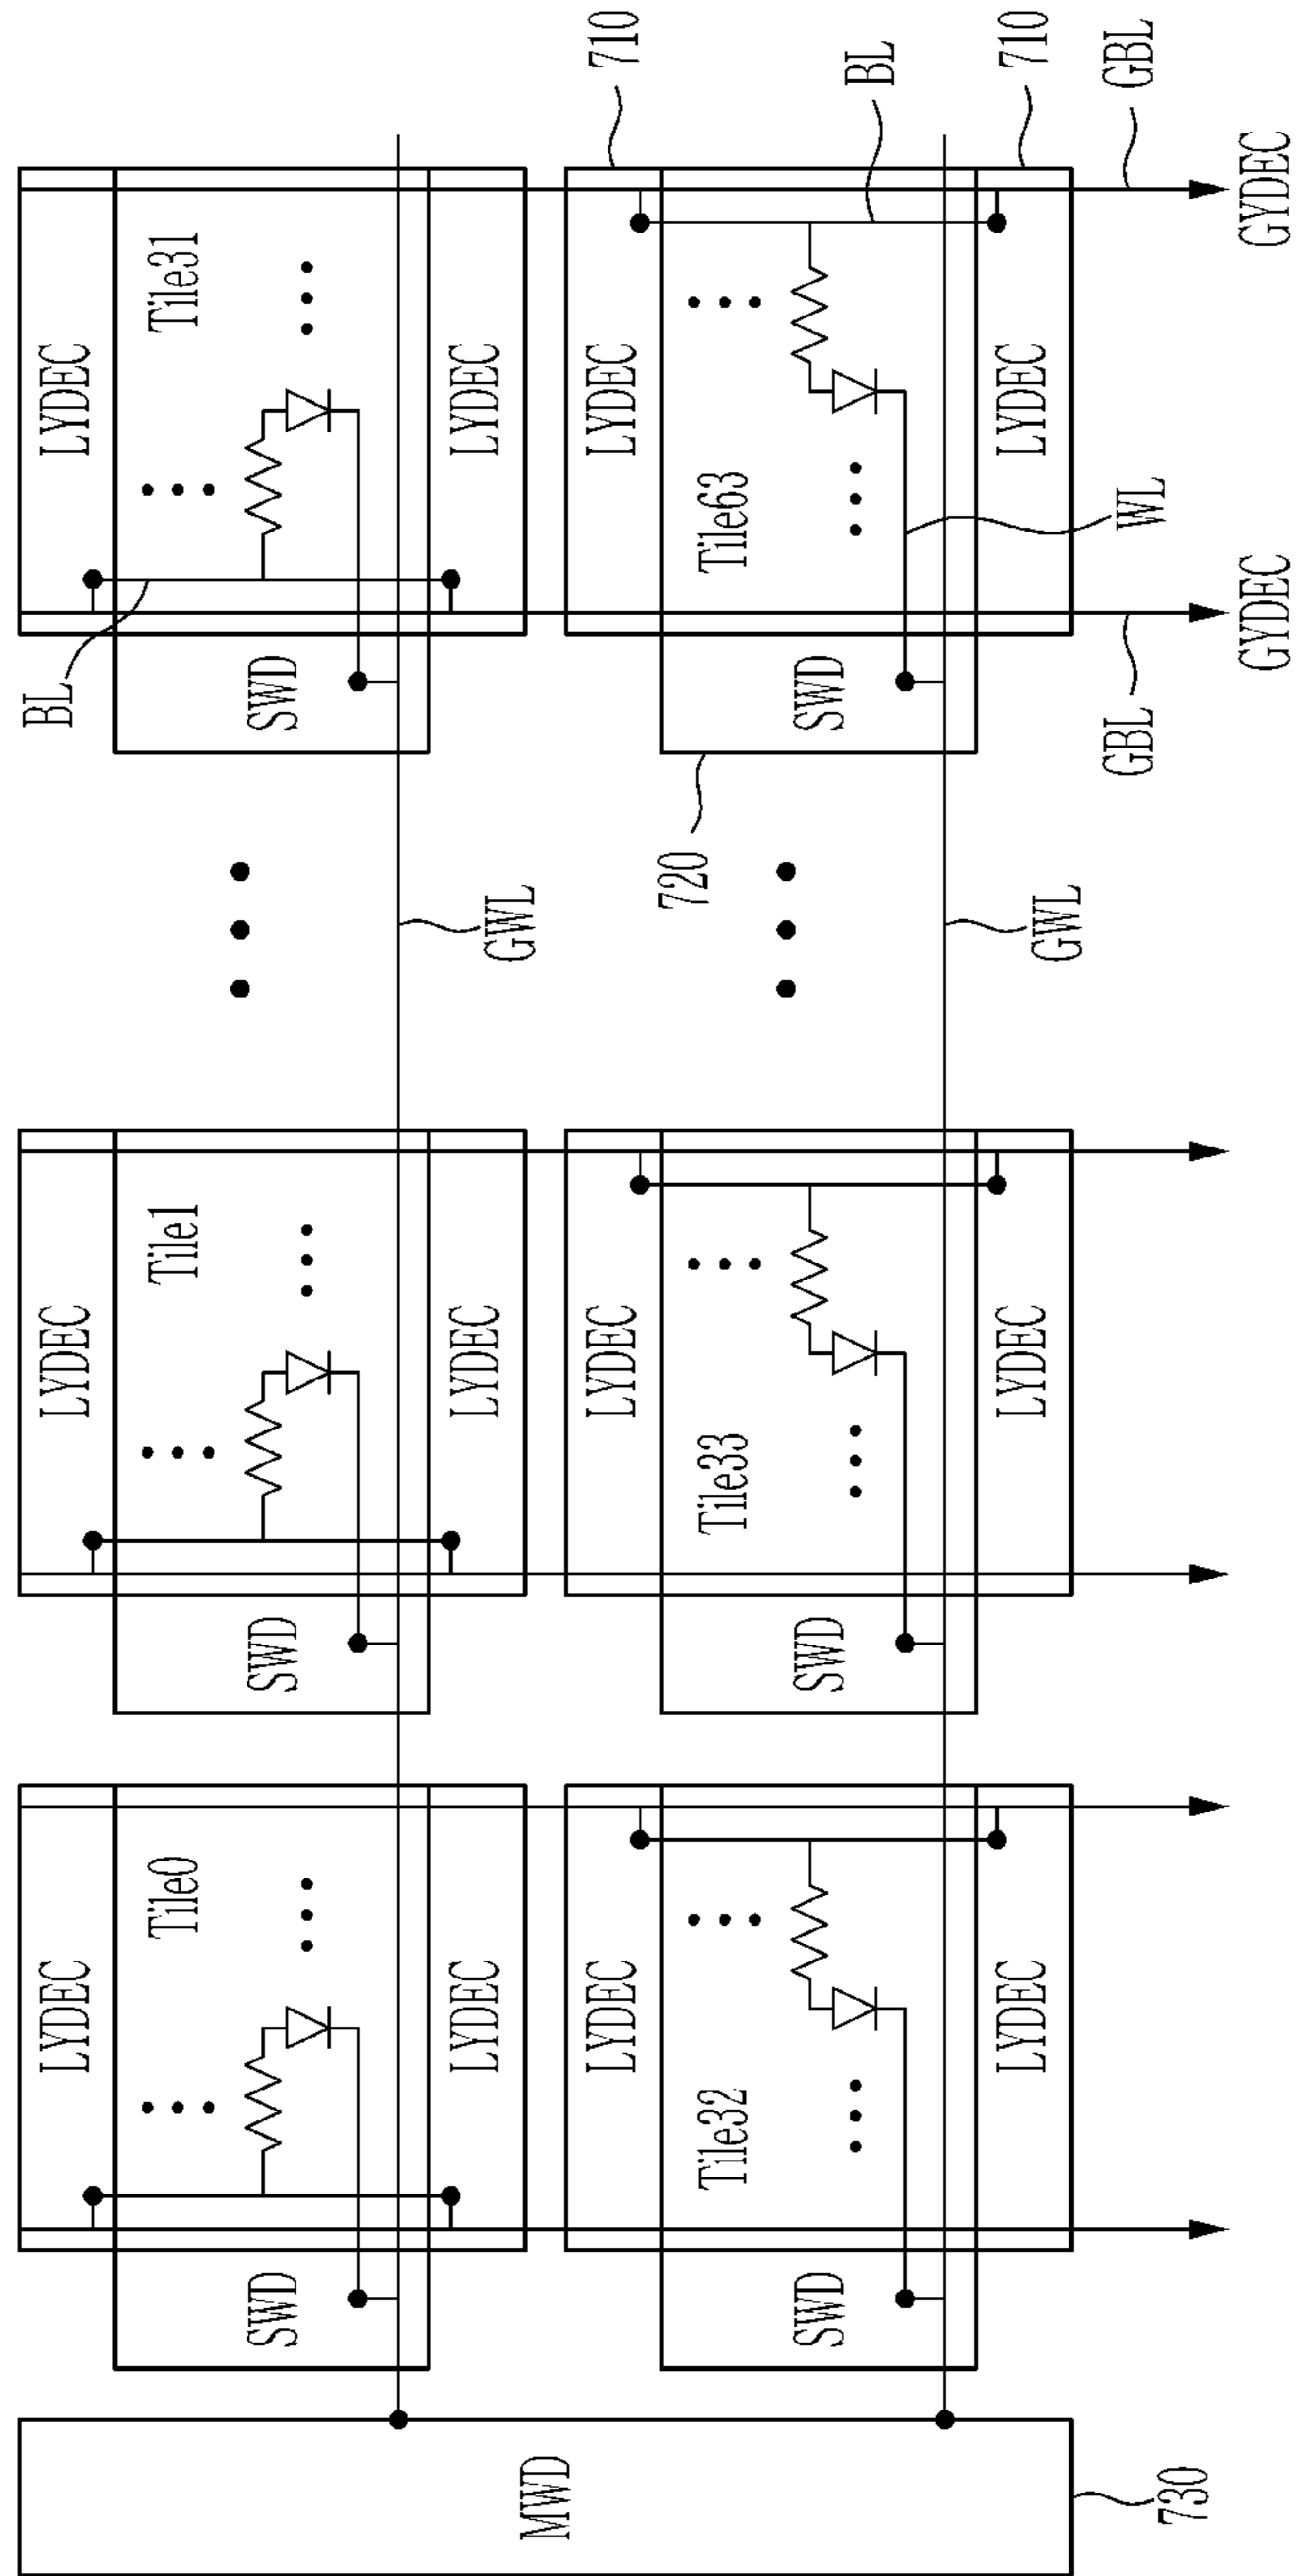 LYDEC LYDEC BL LYDEC
Tile0 Tile1 Tile31
SWD SWD SWD
LYDEC LYDEC GWL LYDEC
MWD
LYDEC LYDEC LYDEC 710
720
Tile32 Tile33 Tile63
SWD SWD SWD BL
LYDEC LYDEC GWL LYDEC 710
730 GBL WL GBL
GYDEC GYDEC